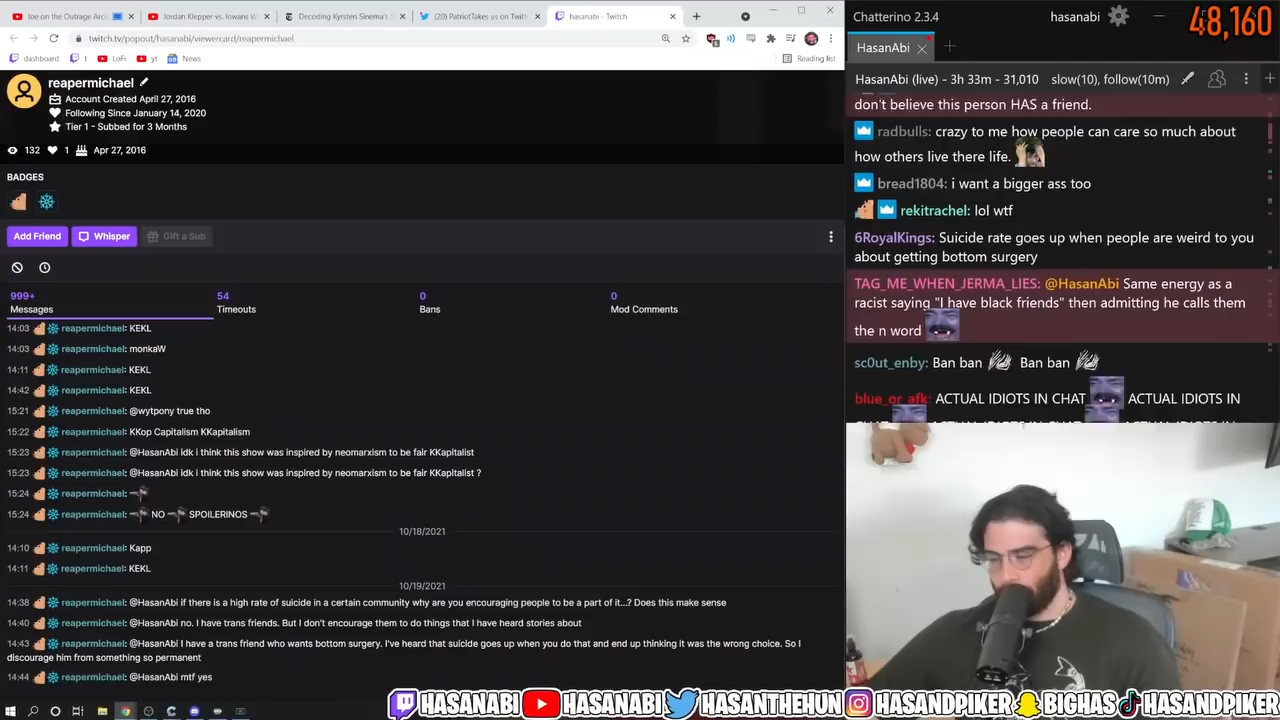 Joe on the Outrage Arou
Jordan Klepper vs. Iowans W
Decoding Kyrsten Sinema's S
(20) PatriotTakes us on Twitt
hasanabi - Twitch
twitch.tv/popout/hasanabi/viewercard/reapermichael
dashboard
t
LoFi
yt
News
Reading list
reapermichael
Account Created April 27, 2016
Following Since January 14, 2020
Tier 1 - Subbed for 3 Months
132 1 Apr 27, 2016
BADGES
Add Friend
Whisper
Gift a Sub
999+
Messages
54
Timeouts
0
Bans
0
Mod Comments
14:03 reapermichael: KEKL
14:03 reapermichael: monkaW
14:11 reapermichael: KEKL
14:42 reapermichael: KEKL
15:21 reapermichael: @wytpony true tho
15:22 reapermichael: KKop Capitalism KKapitalism
15:23 reapermichael: @HasanAbi idk i think this show was inspired by neomarxism to be fair KKapitalist
15:23 reapermichael: @HasanAbi idk i think this show was inspired by neomarxism to be fair KKapitalist ?
15:24 reapermichael:
15:24 reapermichael: NO SPOILERINOS
10/18/2021
14:10 reapermichael: Kapp
14:11 reapermichael: KEKL
10/19/2021
14:38 reapermichael: @HasanAbi if there is a high rate of suicide in a certain community why are you encouraging people to be a part of it...? Does this make sense
14:40 reapermichael: @HasanAbi no. I have trans friends. But I don't encourage them to do things that I have heard stories about
14:43 reapermichael: @HasanAbi I have a trans friend who wants bottom surgery. I've heard that suicide goes up when you do that and end up thinking it was the wrong choice. So I
discourage him from something so permanent
14:44 reapermichael: @HasanAbi mtf yes
Chatterino 2.3.4
hasanabi
48,160
HasanAbi
HasanAbi (live) - 3h 33m - 31,010
slow(10), follow(10m)
don't believe this person HAS a friend.
radbulls: crazy to me how people can care so much about
how others live there life.
bread1804: i want a bigger ass too
rekitrachel: lol wtf
6RoyalKings: Suicide rate goes up when people are weird to you
about getting bottom surgery
TAG_ME_WHEN_JERMA_LIES: @HasanAbi Same energy as a
racist saying "I have black friends" then admitting he calls them
the n word
sc0ut_enby: Ban ban Ban ban
blue_or_afk: ACTUAL IDIOTS IN CHAT ACTUAL IDIOTS IN
HASANABI
HASANABI
HASANTHEHUN
HASANDPIKER
BIGHAS
HASANDPIKER